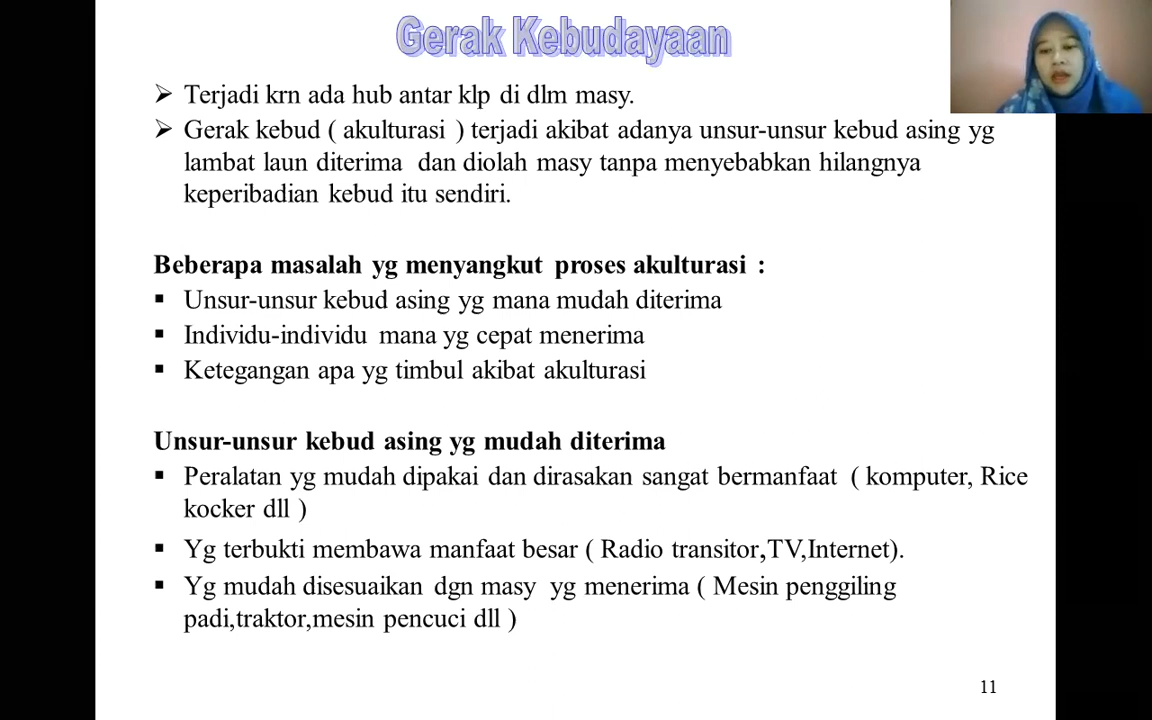 Gerak Kebudayaan
➢ Terjadi krn ada hub antar klp di dlm masy.
➢ Gerak kebud ( akulturasi ) terjadi akibat adanya unsur-unsur kebud asing yg
lambat laun diterima dan diolah masy tanpa menyebabkan hilangnya
keperibadian kebud itu sendiri.
Beberapa masalah yg menyangkut proses akulturasi :
▪ Unsur-unsur kebud asing yg mana mudah diterima
▪ Individu-individu mana yg cepat menerima
▪ Ketegangan apa yg timbul akibat akulturasi
Unsur-unsur kebud asing yg mudah diterima
▪ Peralatan yg mudah dipakai dan dirasakan sangat bermanfaat ( komputer, Rice
kocker dll )
▪ Yg terbukti membawa manfaat besar ( Radio transitor,TV,Internet).
▪ Yg mudah disesuaikan dgn masy yg menerima ( Mesin penggiling
padi,traktor,mesin pencuci dll )
11